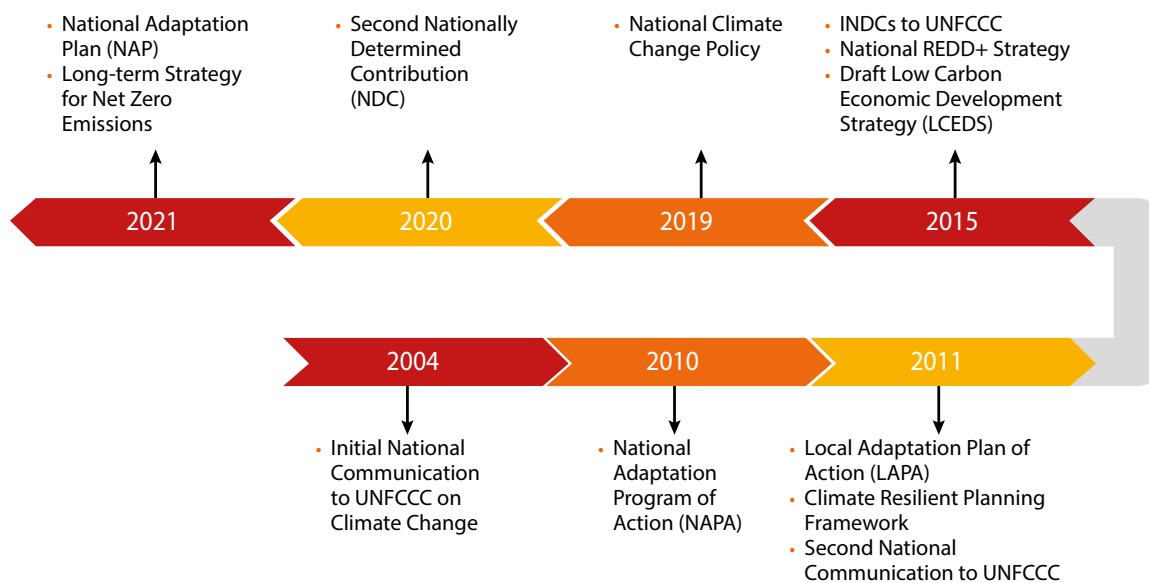 • National Adaptation
Plan (NAP)
• Long-term Strategy
for Net Zero
Emissions
• Second Nationally
Determined
Contribution
(NDC)
• National Climate
Change Policy
• INDCs to UNFCCC
• National REDD+ Strategy
• Draft Low Carbon
Economic Development
Strategy (LCEDS)
2021
2020
2019
2015
2004
2010
2011
• Initial National
Communication
to UNFCCC on
Climate Change
• National
Adaptation
Program of
Action (NAPA)
• Local Adaptation Plan of
Action (LAPA)
• Climate Resilient Planning
Framework
• Second National
Communication to UNFCCC